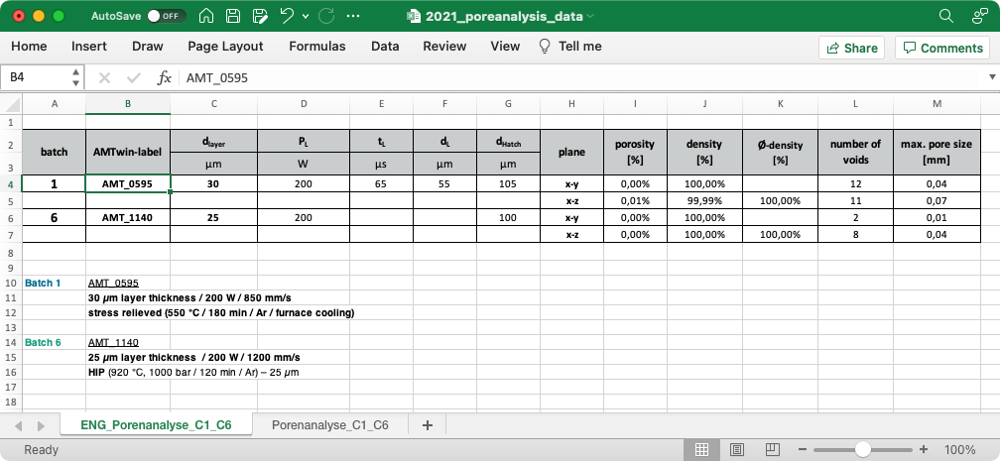 AutoSave OFF 2021_poreanalysis_data
Home Insert Draw Page Layout Formulas Data Review View Tell me Share Comments
B4 fx AMT_0595
A B C D E F G H I J K L M
1
2 batch AMTwin-label dlayer PL tL dL dHatch plane porosity [%] density [%] Ø-density [%] number of voids max. pore size [mm]
3 µm W µs µm µm
4 1 AMT_0595 30 200 65 55 105 x-y 0,00% 100,00% 12 0,04
5 x-z 0,01% 99,99% 100,00% 11 0,07
6 6 AMT_1140 25 200 100 x-y 0,00% 100,00% 2 0,01
7 x-z 0,00% 100,00% 100,00% 8 0,04
8
9
10 Batch 1 AMT_0595
11 30 µm layer thickness / 200 W / 850 mm/s
12 stress relieved (550 °C / 180 min / Ar / furnace cooling)
13
14 Batch 6 AMT_1140
15 25 µm layer thickness / 200 W / 1200 mm/s
16 HIP (920 °C, 1000 bar / 120 min / Ar) – 25 µm
17
18
ENG_Porenanalyse_C1_C6 Porenanalyse_C1_C6 +
Ready − + 100%